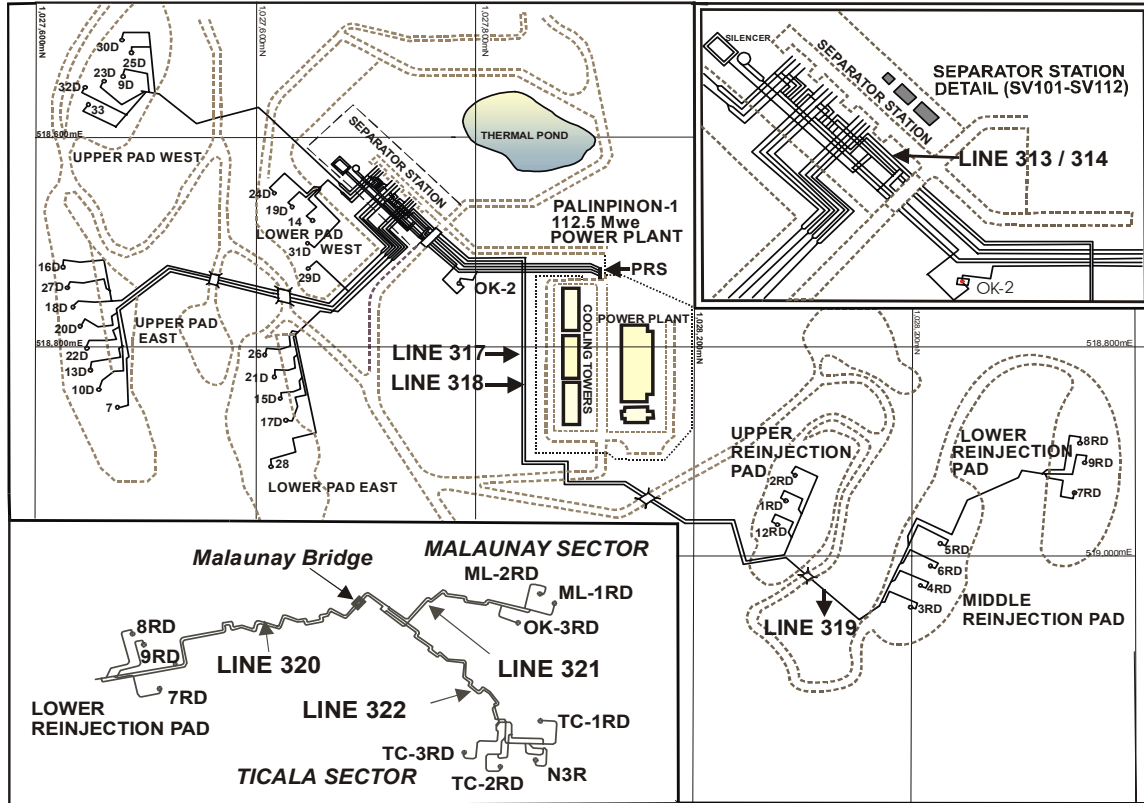 1,027,600mN
1,027,600mN
1,027,800mN
30D
25D
23D
9D
32D
33
518,600mE
UPPER PAD WEST
SEPARATOR STATION
THERMAL POND
24D
19D
14
LOWER PAD
WEST
31D
29D
PALINPINON-1
112.5 Mwe
POWER PLANT
PRS
OK-2
16D
27D
18D
20D
22D
13D
10D
7
UPPER PAD
EAST
518,800mE
26
21D
15D
17D
28
LOWER PAD EAST
LINE 317
LINE 318
COOLING TOWERS
POWER PLANT
1,028,200mN
SILENCER
SEPARATOR STATION
SEPARATOR STATION
DETAIL (SV101-SV112)
LINE 313 / 314
OK-2
1,028,200mN
518,800mE
UPPER
REINJECTION
PAD
2RD
1RD
12RD
LOWER
REINJECTION
PAD
8RD
9RD
7RD
5RD
6RD
4RD
3RD
519,000mE
MIDDLE
REINJECTION PAD
LINE 319
Malaunay Bridge
MALAUNAY SECTOR
ML-2RD
ML-1RD
OK-3RD
8RD
9RD
7RD
LINE 320
LINE 321
LINE 322
LOWER
REINJECTION PAD
TC-1RD
TC-3RD
TC-2RD
N3R
TICALA SECTOR